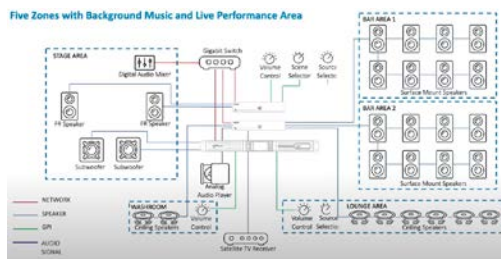 Five Zones with Background Music and Live Performance Area
STAGE AREA
Digital Audio Mixer
Gigabit Switch
Volume
Control
Scene
Selector
Source
Selector
BAR AREA 1
Surface Mount Speakers
FR Speaker
FR Speaker
Subwoofer
Subwoofer
BAR AREA 2
Surface Mount Speakers
Analog
Audio Player
WASHROOM
Ceiling Speakers
Volume
Control
Volume
Control
Source
Selector
LOUNGE AREA
Ceiling Speakers
Satellite TV Receiver
NETWORK
SPEAKER
GPI
AUDIO
SIGNAL